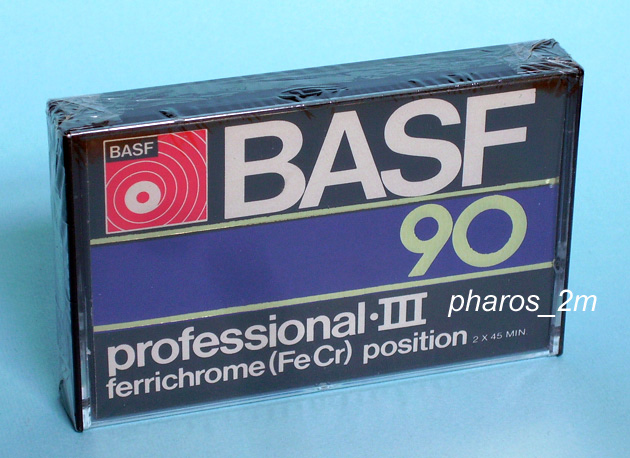 BASF
BASF
90
pharos_2m
professional·III
ferrichrome (FeCr) position 2 X 45 MIN.